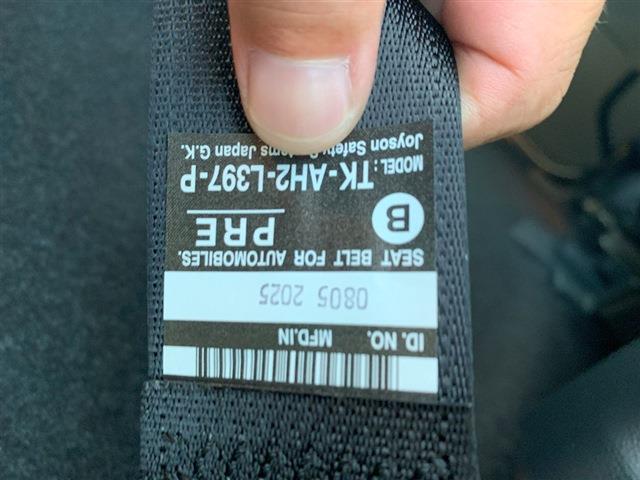 ID. NO. MFD.IN
0805 2025
SEAT BELT FOR AUTOMOBILES.
B PRE
MODEL: TK-AH2-L397-P
Joyson Safety Japan G.K.